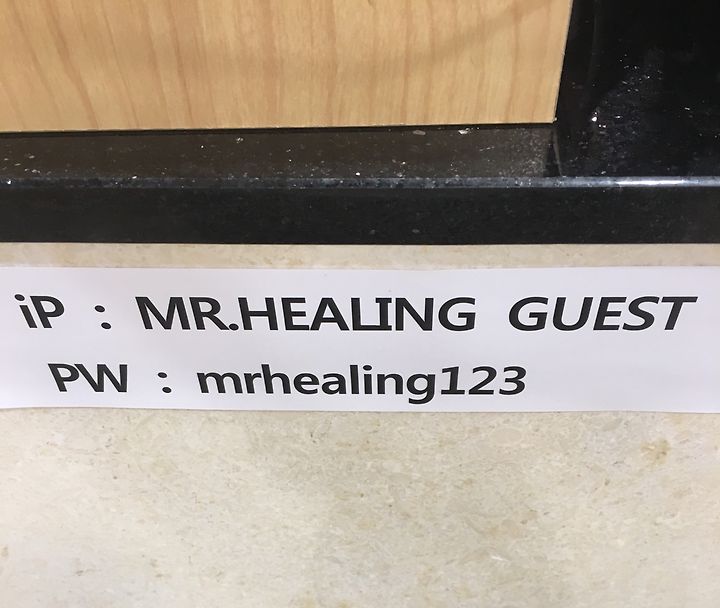 iP : MR.HEALING GUEST
PW : mrhealing123